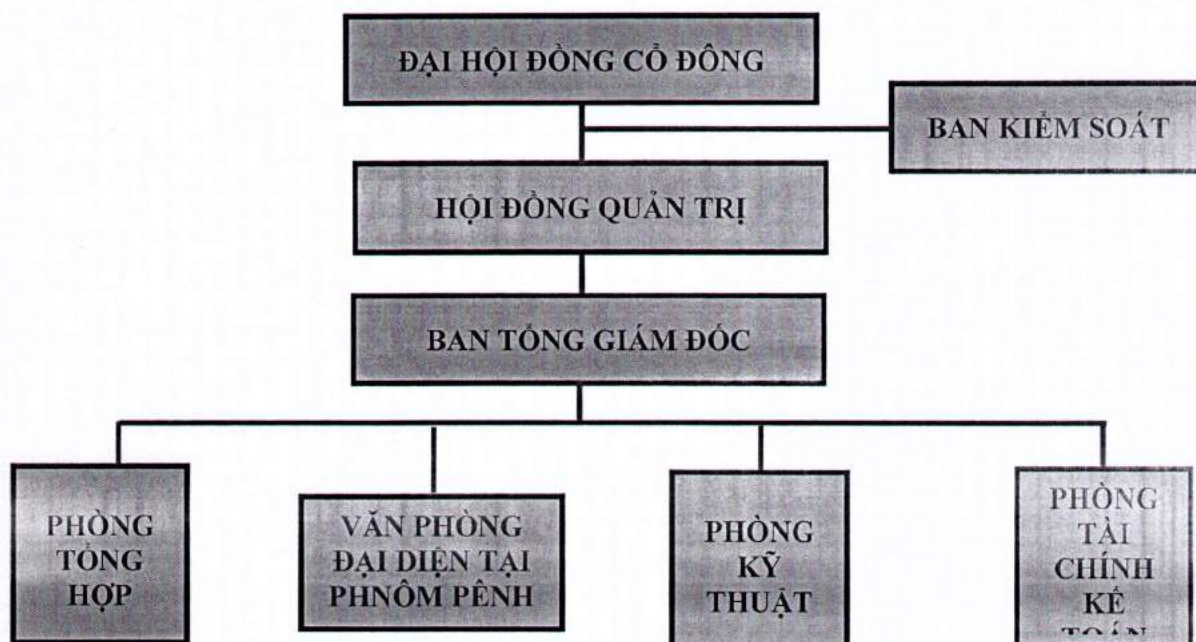 ĐẠI HỘI ĐỒNG CỔ ĐÔNG
BAN KIỂM SOÁT
HỘI ĐỒNG QUẢN TRỊ
BAN TỔNG GIÁM ĐỐC
PHÒNG
TỔNG
HỢP
VĂN PHÒNG
ĐẠI DIỆN TẠI
PHNÔM PÊNH
PHÒNG
KỸ
THUẬT
PHÒNG
TÀI
CHÍNH
KẾ
TOÁN